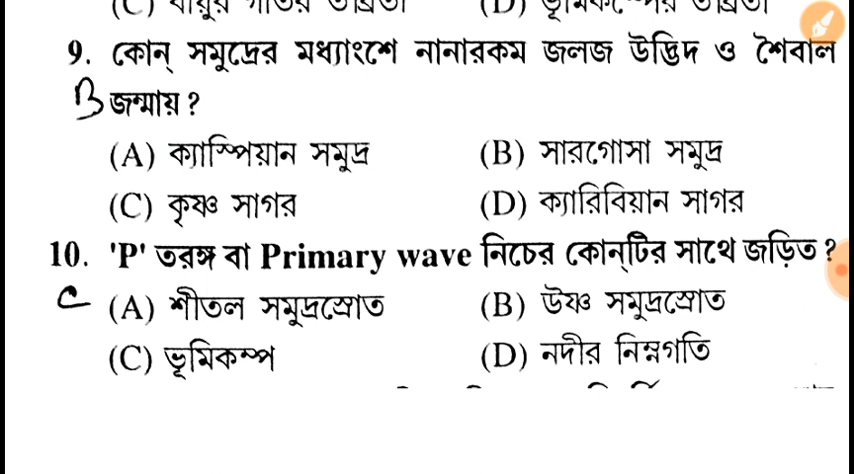 9. কোন্ সমুদ্রের মধ্যাংশে নানারকম জলজ উদ্ভিদ ও শৈবাল
B জন্মায় ?
(A) ক্যাস্পিয়ান সমুদ্র (B) সারগোসা সমুদ্র
(C) কৃষ্ণ সাগর (D) ক্যারিবিয়ান সাগর
10. 'P' তরঙ্গ বা Primary wave নিচের কোন্‌টির সাথে জড়িত ?
C (A) শীতল সমুদ্রস্রোত (B) উষ্ণ সমুদ্রস্রোত
(C) ভূমিকম্প (D) নদীর নিম্নগতি